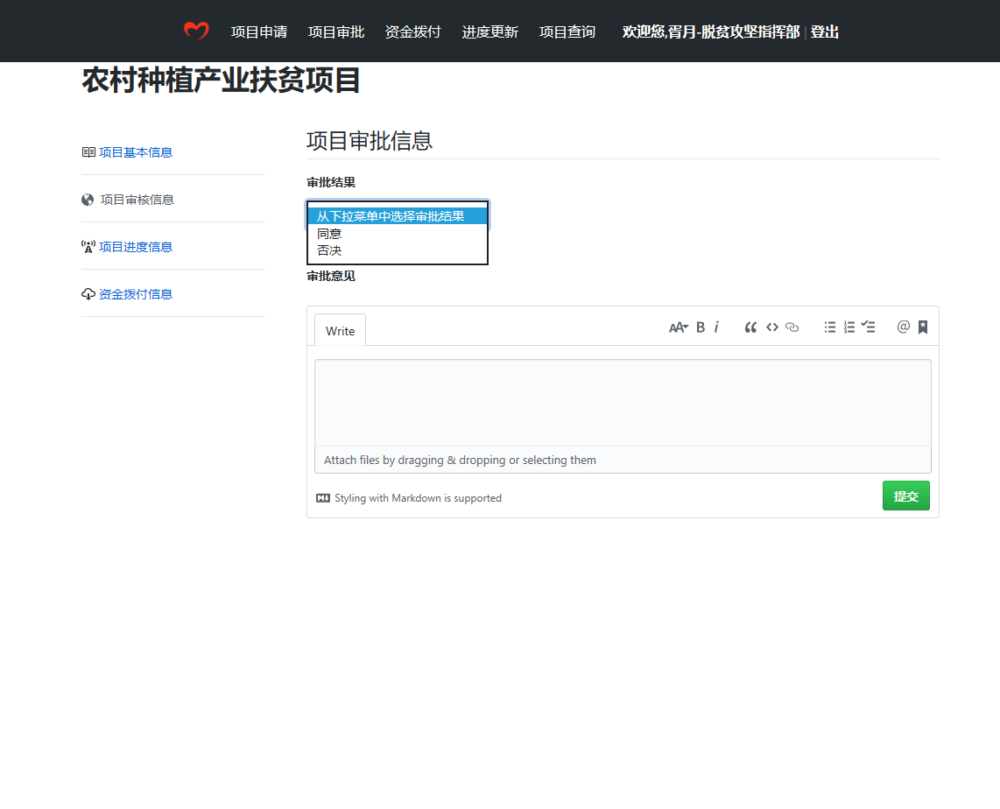 项目申请 项目审批 资金拨付 进度更新 项目查询 欢迎您,胥月-脱贫攻坚指挥部 | 登出
农村种植产业扶贫项目
项目基本信息
项目审核信息
项目进度信息
资金拨付信息
项目审批信息
审批结果
从下拉菜单中选择审批结果
同意
否决
审批意见
Write
AA B i @
Attach files by dragging & dropping or selecting them
Styling with Markdown is supported
提交